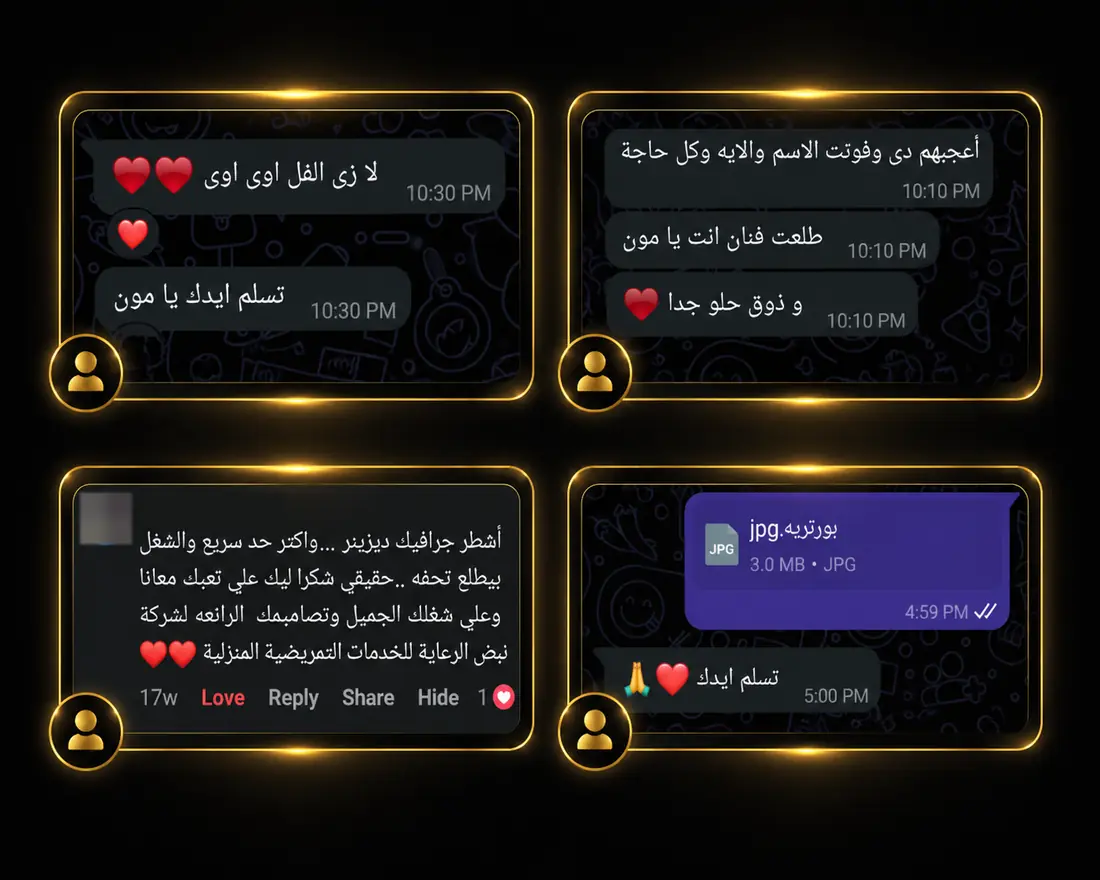 لا زى الفل اوى اوى ❤️❤️
10:30 PM
❤️
تسلم ايدك يا مون
10:30 PM
أعجبهم دى وفوتت الاسم والايه وكل حاجة
10:10 PM
طلعت فنان انت يا مون
10:10 PM
و ذوق حلو جدا ❤️
10:10 PM
أشطر جرافيك ديزينر ...واكتر حد سريع والشغل
بيطلع تحفه ..حقيقي شكرا ليك علي تعبك معانا
وعلي شغلك الجميل وتصاميمك الرائعه لشركة
نبض الرعاية للخدمات التمريضية المنزلية ❤️❤️
17w Love Reply Share Hide 1
بورتريه.jpg
JPG
3.0 MB • JPG
4:59 PM
تسلم ايدك ❤️🙏
5:00 PM